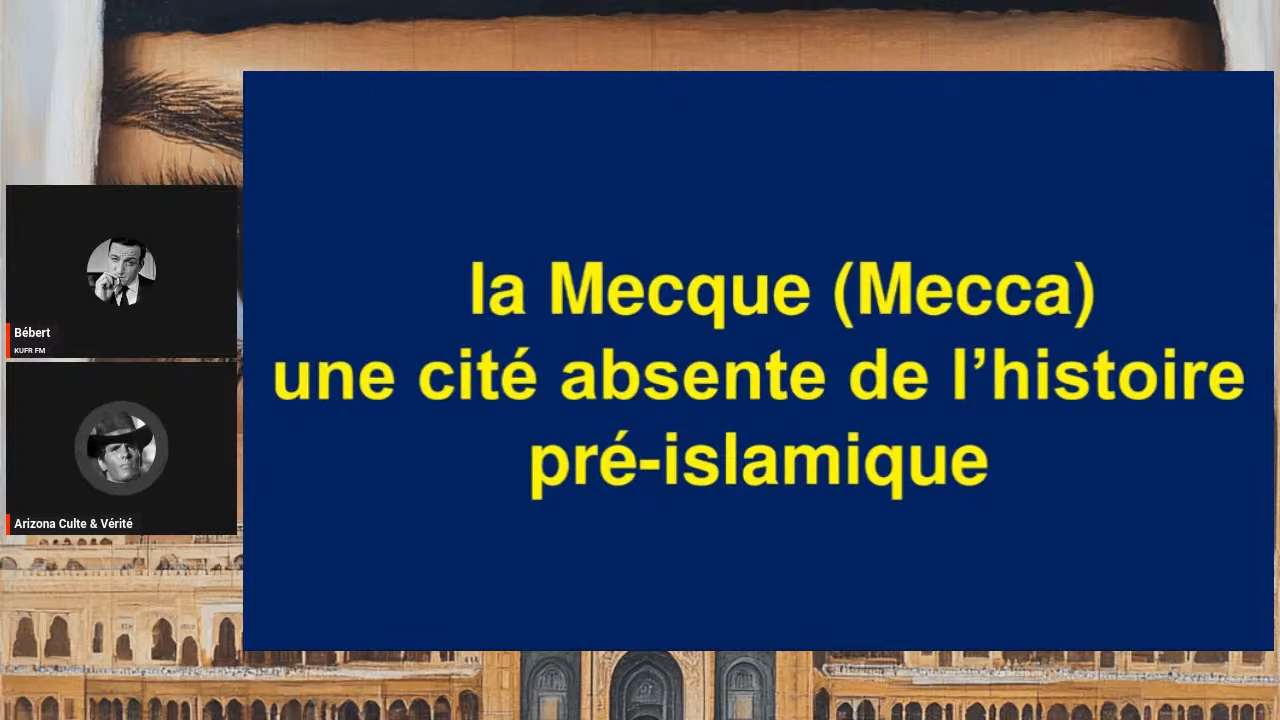 la Mecque (Mecca)
une cité absente de l’histoire
pré-islamique
Bébert
KUFR FM
Arizona Culte & Vérité